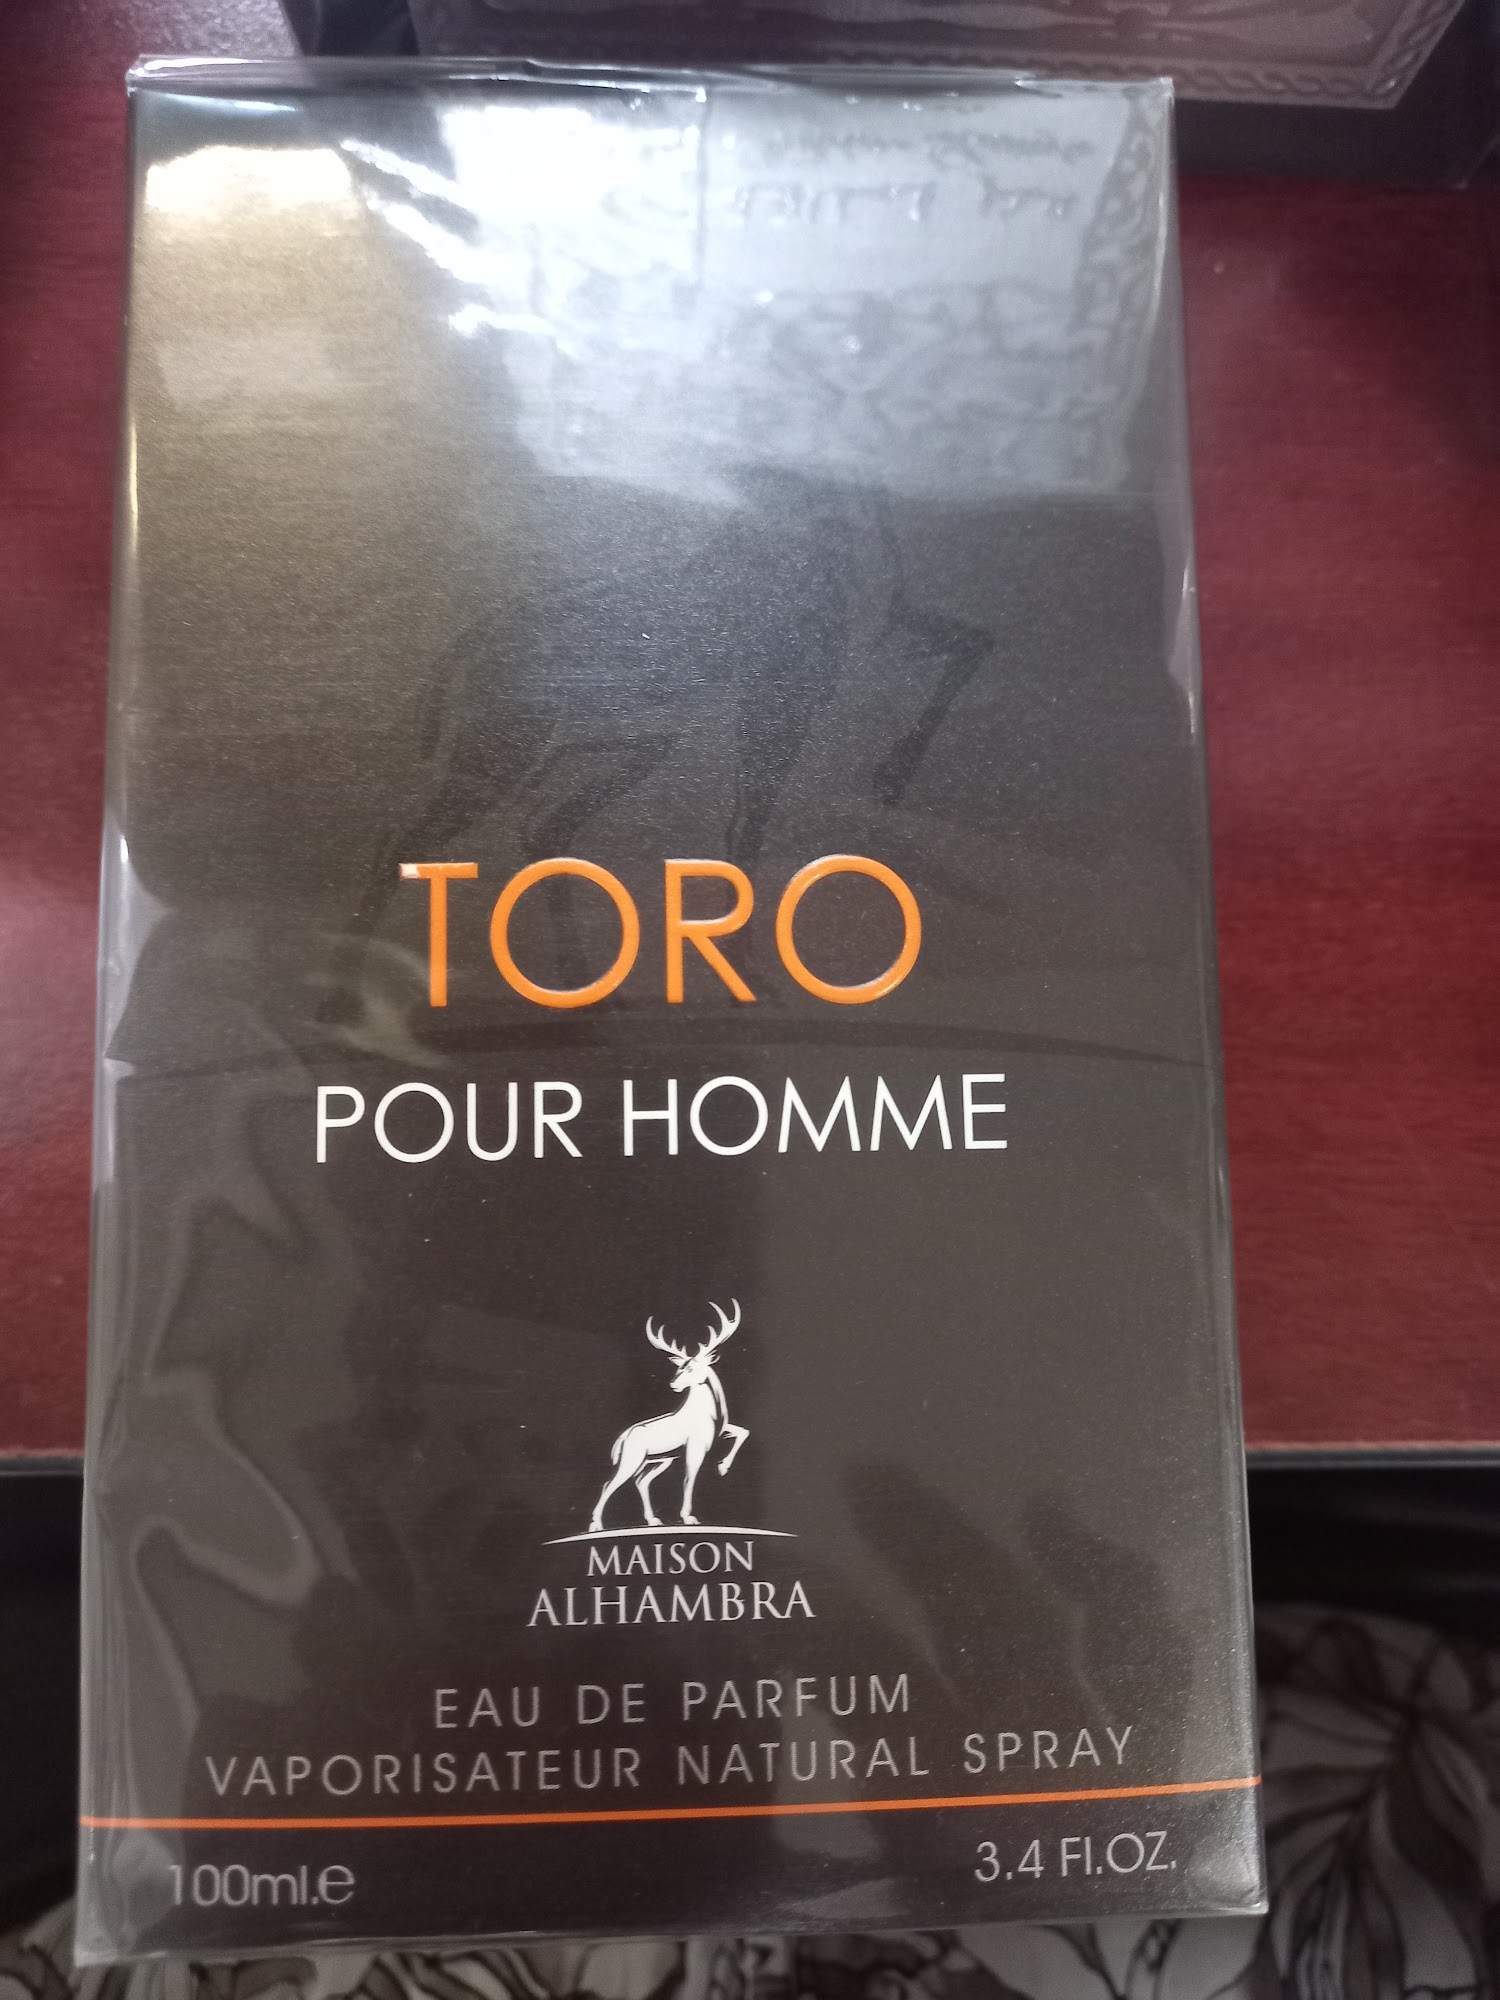 TORO
POUR HOMME
MAISON
ALHAMBRA
EAU DE PARFUM
VAPORISATEUR NATURAL SPRAY
100ml.e
3.4 Fl.OZ.